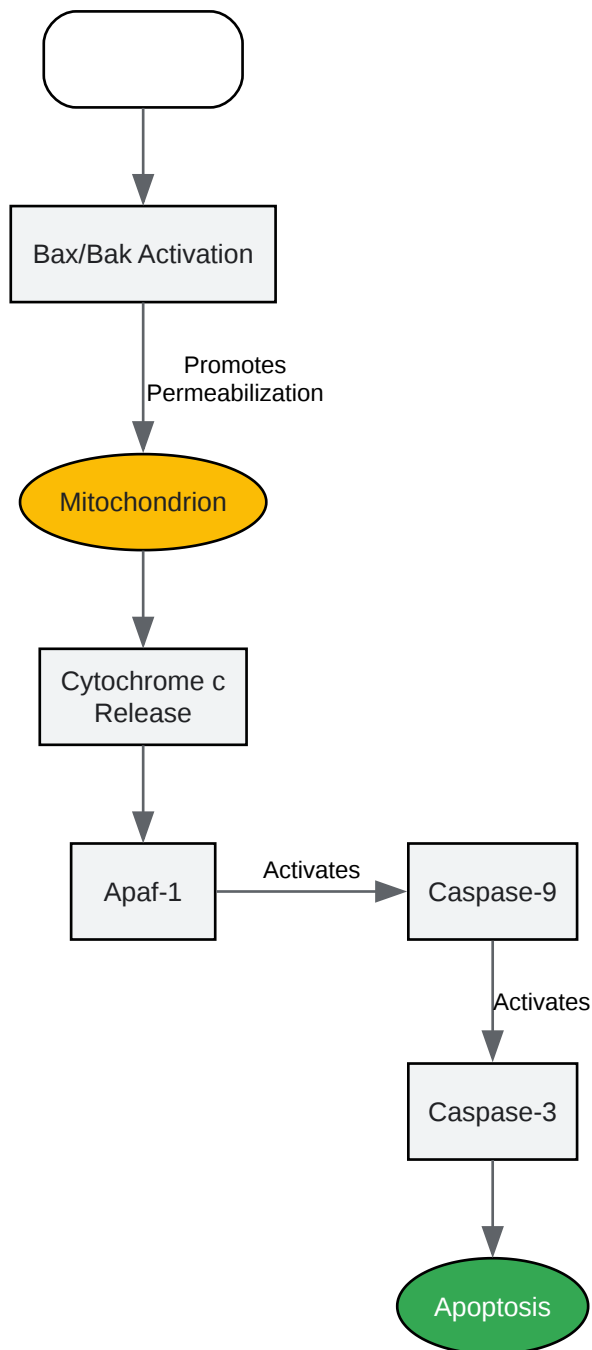 Bax/Bak Activation
Promotes
Permeabilization
Mitochondrion
Cytochrome c
Release
Apaf-1
Activates
Caspase-9
Activates
Caspase-3
Apoptosis